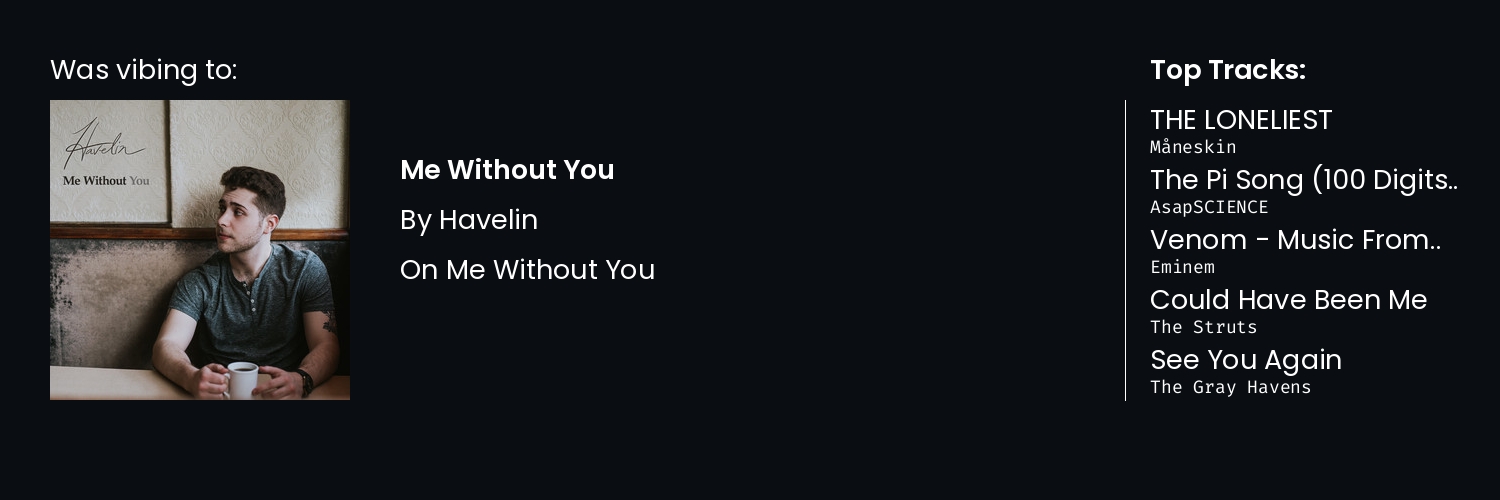 Was vibing to:
Havelin
Me Without You
Me Without You
By Havelin
On Me Without You
Top Tracks:
THE LONELIEST
Måneskin
The Pi Song (100 Digits..
AsapSCIENCE
Venom - Music From..
Eminem
Could Have Been Me
The Struts
See You Again
The Gray Havens